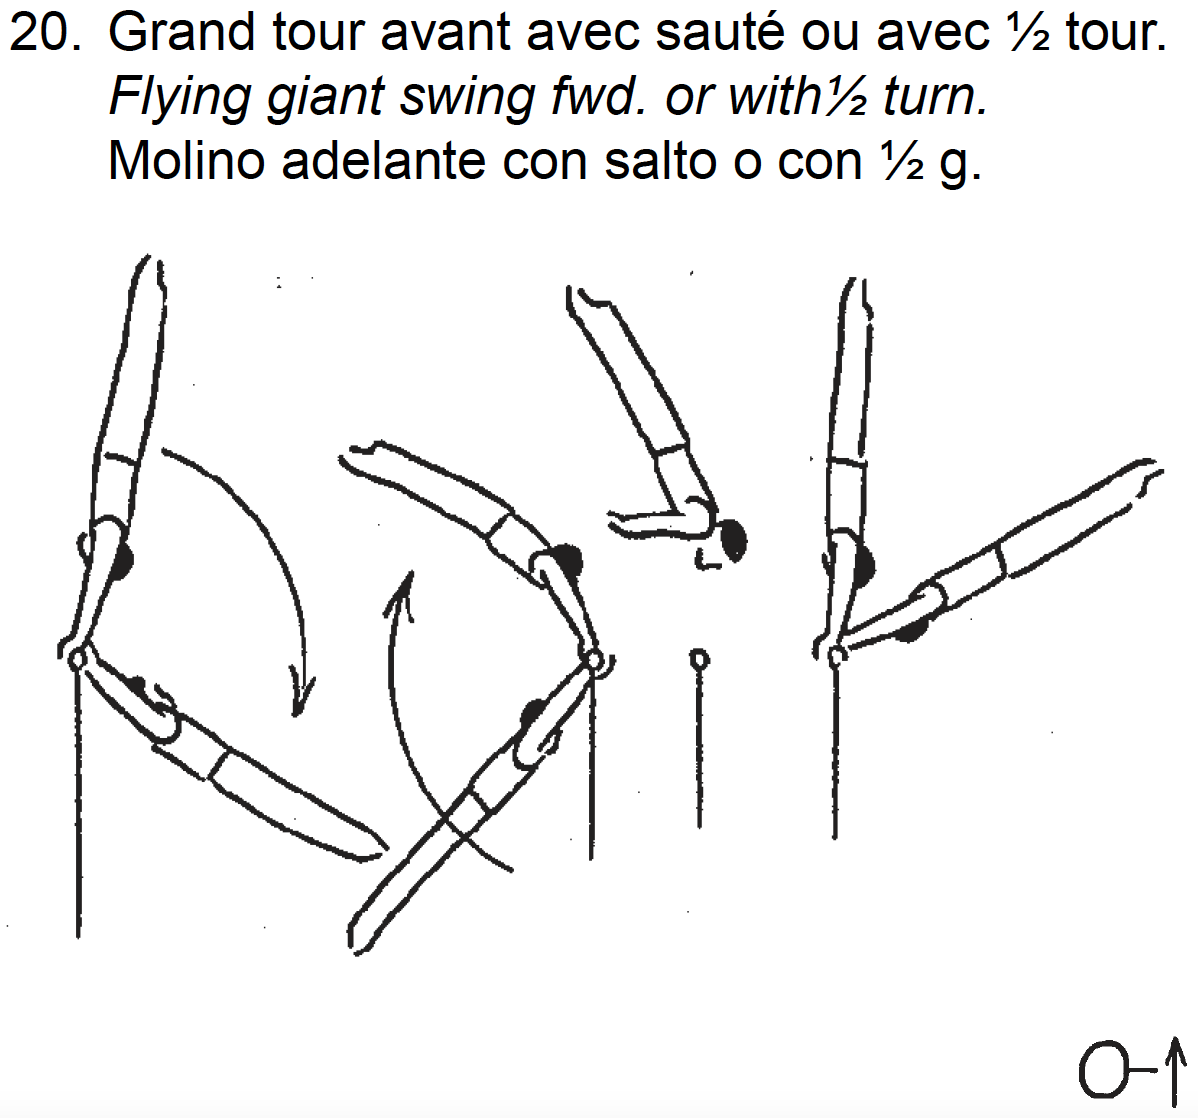 20. Grand tour avant avec sauté ou avec ½ tour.
Flying giant swing fwd. or with½ turn.
Molino adelante con salto o con ½ g.